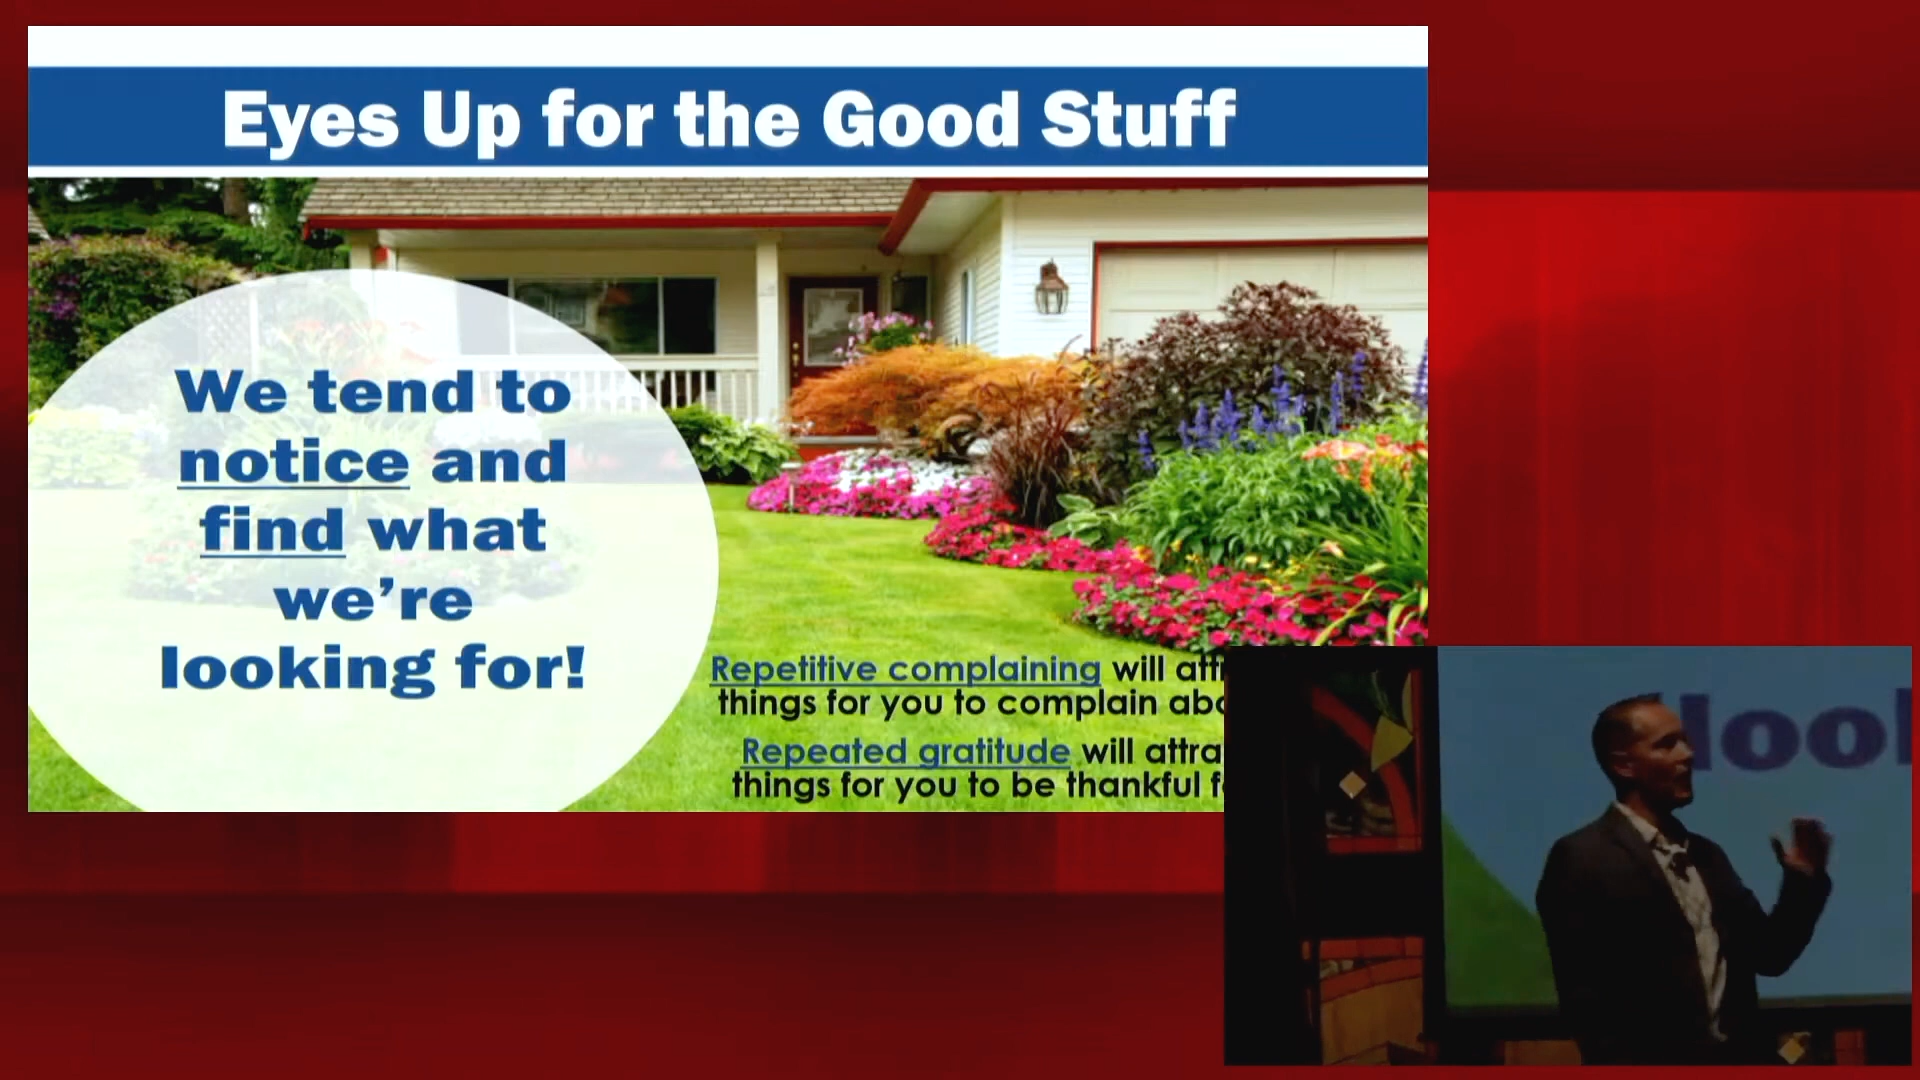 Eyes Up for the Good Stuff
We tend to
notice and
find what
we're
looking for!
Repetitive complaining will
things for you to complain
Repeated gratitude will
things for you to be thankful